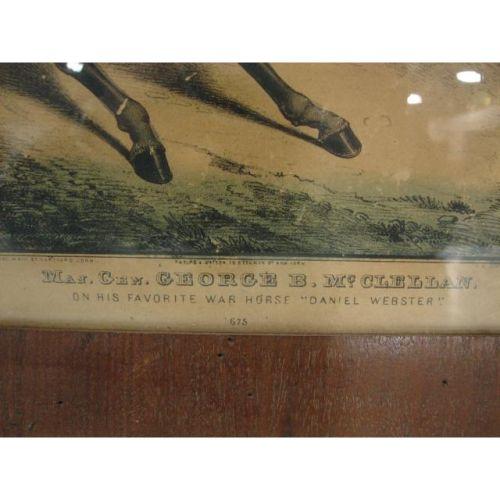 MAJ. GEN. GEORGE B. McCLELLAN.
ON HIS FAVORITE WAR HORSE "DANIEL WEBSTER."
675